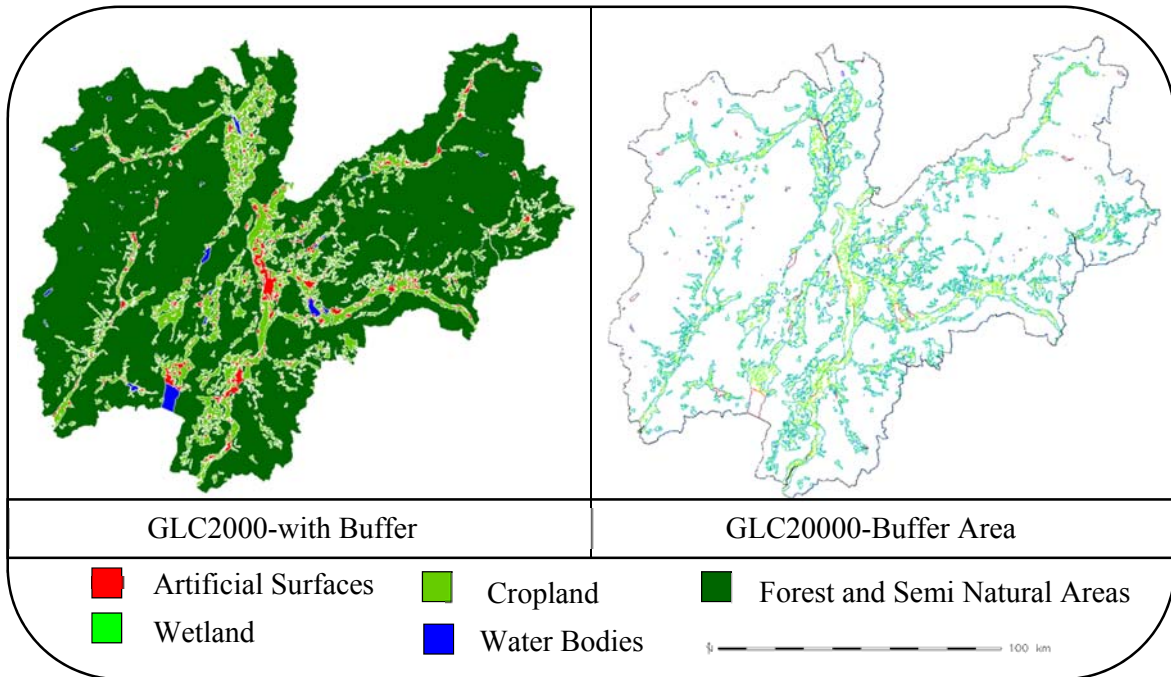 GLC2000-with Buffer
GLC20000-Buffer Area
Artificial Surfaces
Cropland
Forest and Semi Natural Areas
Wetland
Water Bodies
100 km